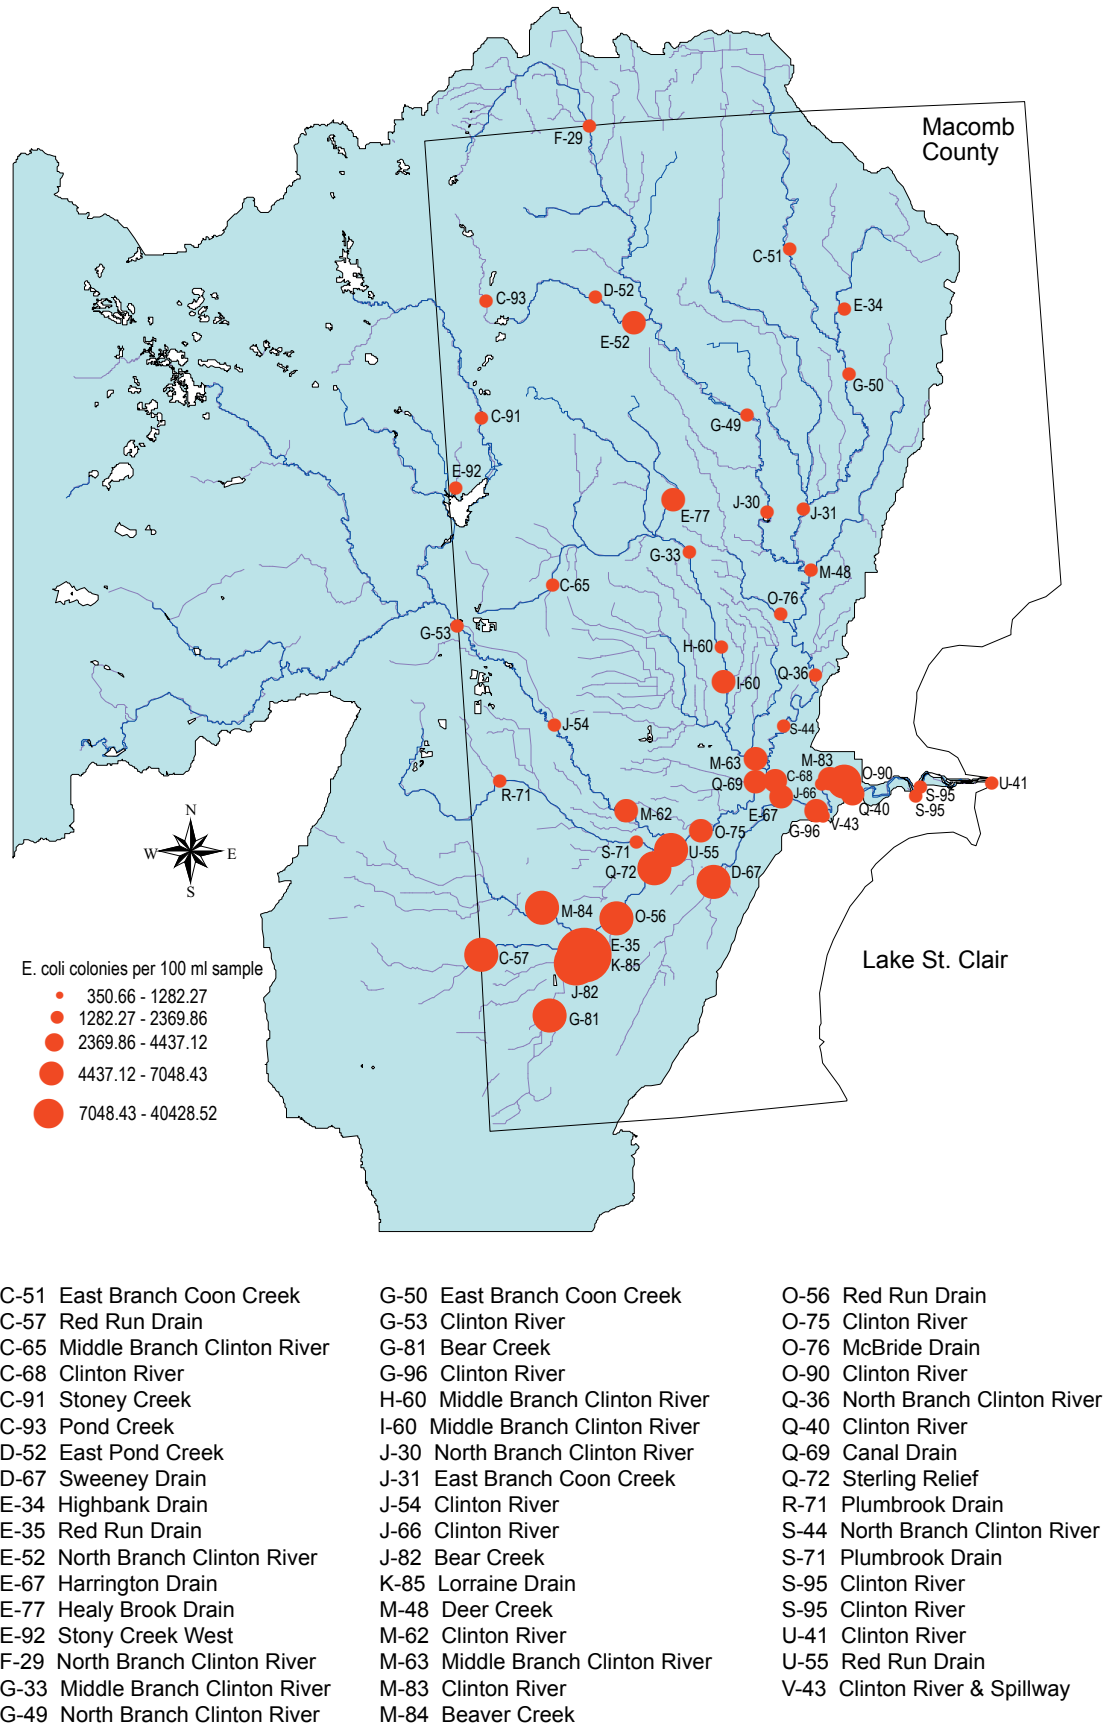 Macomb
County
F-29
C-51
C-93
D-52
E-34
E-52
G-50
C-91
G-49
E-92
E-77
J-30
J-31
G-33
M-48
C-65
O-76
G-53
H-60
Q-36
I-60
J-54
S-44
M-63
M-83
O-90
C-68
Q-69
R-71
J-66
U-41
S-95
S-95
Q-40
E-67
V-43
G-96
M-62
O-75
S-71
U-55
Q-72
D-67
M-84
O-56
E-35
K-85
C-57
J-82
G-81
Lake St. Clair
N
W
E
S
E. coli colonies per 100 ml sample
350.66 - 1282.27
1282.27 - 2369.86
2369.86 - 4437.12
4437.12 - 7048.43
7048.43 - 40428.52
C-51 East Branch Coon Creek
C-57 Red Run Drain
C-65 Middle Branch Clinton River
C-68 Clinton River
C-91 Stoney Creek
C-93 Pond Creek
D-52 East Pond Creek
D-67 Sweeney Drain
E-34 Highbank Drain
E-35 Red Run Drain
E-52 North Branch Clinton River
E-67 Harrington Drain
E-77 Healy Brook Drain
E-92 Stony Creek West
F-29 North Branch Clinton River
G-33 Middle Branch Clinton River
G-49 North Branch Clinton River
G-50 East Branch Coon Creek
G-53 Clinton River
G-81 Bear Creek
G-96 Clinton River
H-60 Middle Branch Clinton River
I-60 Middle Branch Clinton River
J-30 North Branch Clinton River
J-31 East Branch Coon Creek
J-54 Clinton River
J-66 Clinton River
J-82 Bear Creek
K-85 Lorraine Drain
M-48 Deer Creek
M-62 Clinton River
M-63 Middle Branch Clinton River
M-83 Clinton River
M-84 Beaver Creek
O-56 Red Run Drain
O-75 Clinton River
O-76 McBride Drain
O-90 Clinton River
Q-36 North Branch Clinton River
Q-40 Clinton River
Q-69 Canal Drain
Q-72 Sterling Relief
R-71 Plumbrook Drain
S-44 North Branch Clinton River
S-71 Plumbrook Drain
S-95 Clinton River
S-95 Clinton River
U-41 Clinton River
U-55 Red Run Drain
V-43 Clinton River & Spillway